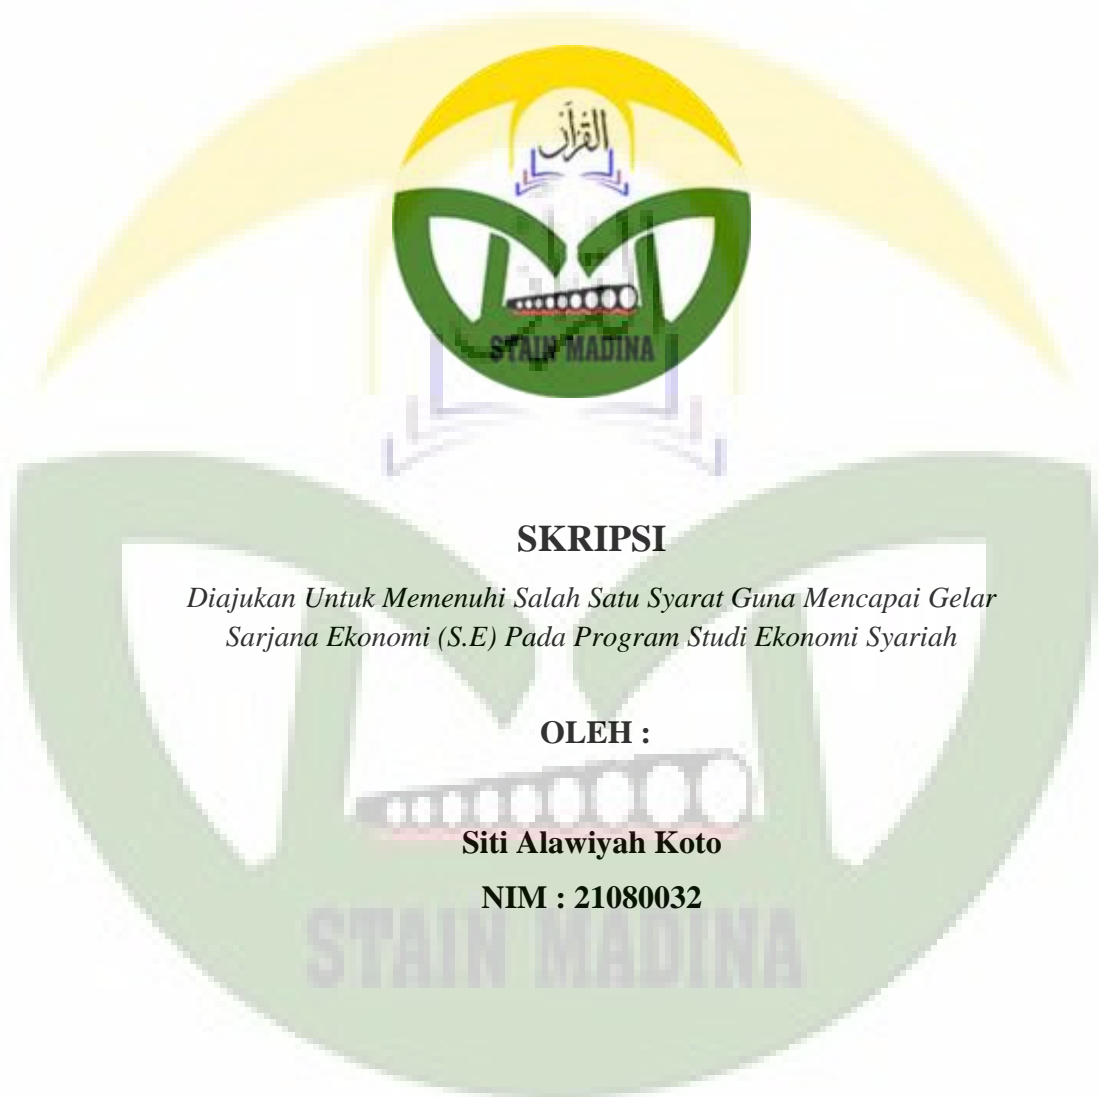 القرآن
STAIN MADINA
SKRIPSI
Diajukan Untuk Memenuhi Salah Satu Syarat Guna Mencapai Gelar
Sarjana Ekonomi (S.E) Pada Program Studi Ekonomi Syariah
OLEH :
Siti Alawiyah Koto
NIM : 21080032
STAIN MADINA